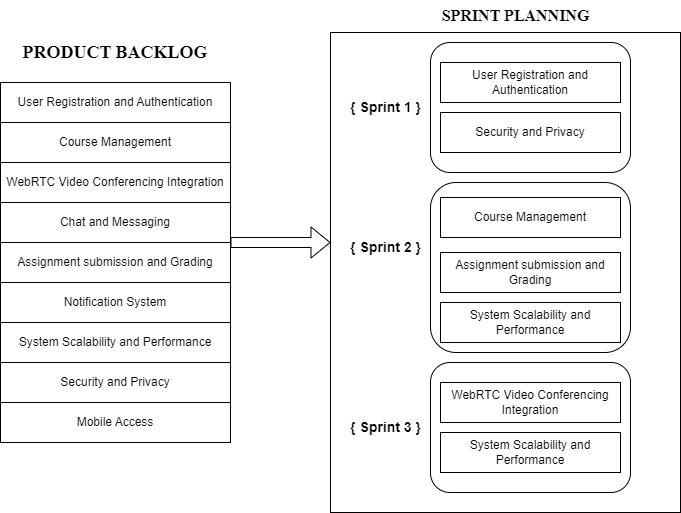 SPRINT PLANNING
PRODUCT BACKLOG
User Registration and Authentication
Course Management
WebRTC Video Conferencing Integration
Chat and Messaging
Assignment submission and Grading
Notification System
System Scalability and Performance
Security and Privacy
Mobile Access
{ Sprint 1 }
User Registration and
Authentication
Security and Privacy
{ Sprint 2 }
Course Management
Assignment submission and
Grading
System Scalability and
Performance
{ Sprint 3 }
WebRTC Video Conferencing
Integration
System Scalability and
Performance